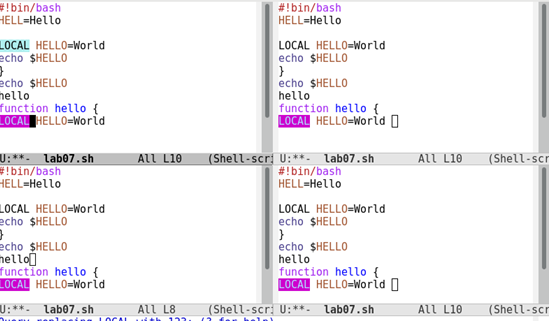 #!bin/bash
HELL=Hello
LOCAL HELLO=World
echo $HELLO
}
echo $HELLO
hello
function hello {
LOCAL HELLO=World
U:**- lab07.sh All L10 (Shell-scri
#!bin/bash
HELL=Hello
LOCAL HELLO=World
echo $HELLO
}
echo $HELLO
hello
function hello {
LOCAL HELLO=World
U:**- lab07.sh All L10 (Shell-scri
#!bin/bash
HELL=Hello
LOCAL HELLO=World
echo $HELLO
}
echo $HELLO
hello
function hello {
LOCAL HELLO=World
U:**- lab07.sh All L8 (Shell-scri
#!bin/bash
HELL=Hello
LOCAL HELLO=World
echo $HELLO
}
echo $HELLO
hello
function hello {
LOCAL HELLO=World
U:**- lab07.sh All L10 (Shell-scri
Query replacing LOCAL with 123: (? for help)